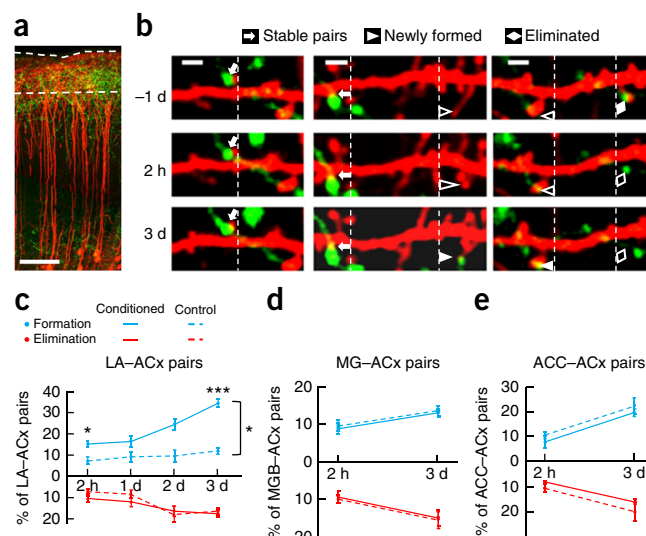 a
b
Stable pairs Newly formed Eliminated
–1 d
2 h
3 d
c
d
e
Conditioned Control
Formation
Elimination
LA–ACx pairs
MG–ACx pairs
ACC–ACx pairs
% of LA–ACx pairs
40
30
20
10
0
10
20
2 h 1 d 2 d 3 d
*
***
*
% of MGB–ACx pairs
30
20
10
0
10
20
2 h 3 d
% of ACC–ACx pairs
30
20
10
0
10
20
2 h 3 d